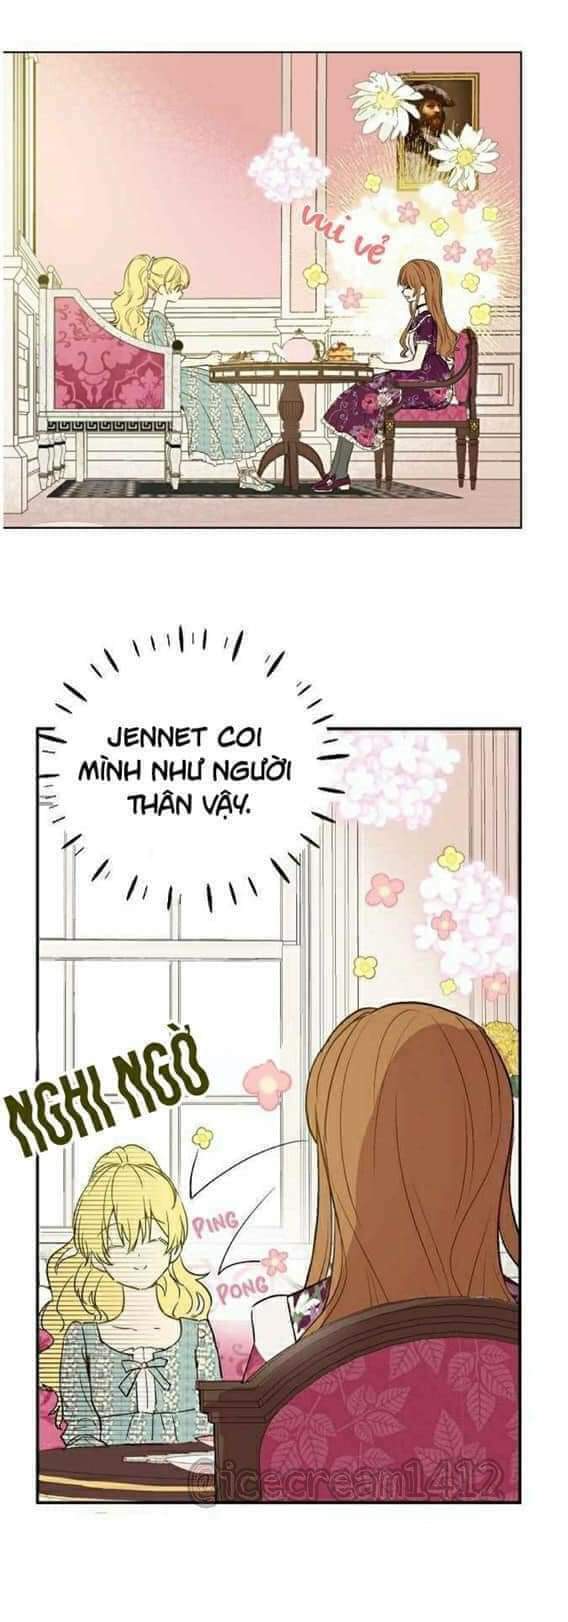 vui vẻ
JENNET COI
MÌNH NHƯ NGƯỜI
THÂN VẬY.
NGHI NGỜ
PING
PONG
@icecream1412